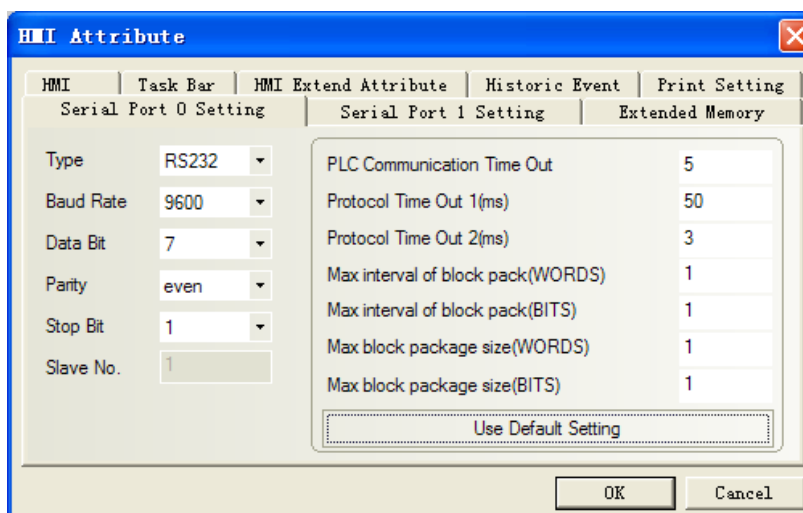 HMI Attribute
HMI Task Bar HMI Extend Attribute Historic Event Print Setting
Serial Port 0 Setting Serial Port 1 Setting Extended Memory
Type RS232
Baud Rate 9600
Data Bit 7
Parity even
Stop Bit 1
Slave No. 1
PLC Communication Time Out 5
Protocol Time Out 1(ms) 50
Protocol Time Out 2(ms) 3
Max interval of block pack(WORDS) 1
Max interval of block pack(BITS) 1
Max block package size(WORDS) 1
Max block package size(BITS) 1
Use Default Setting
OK Cancel